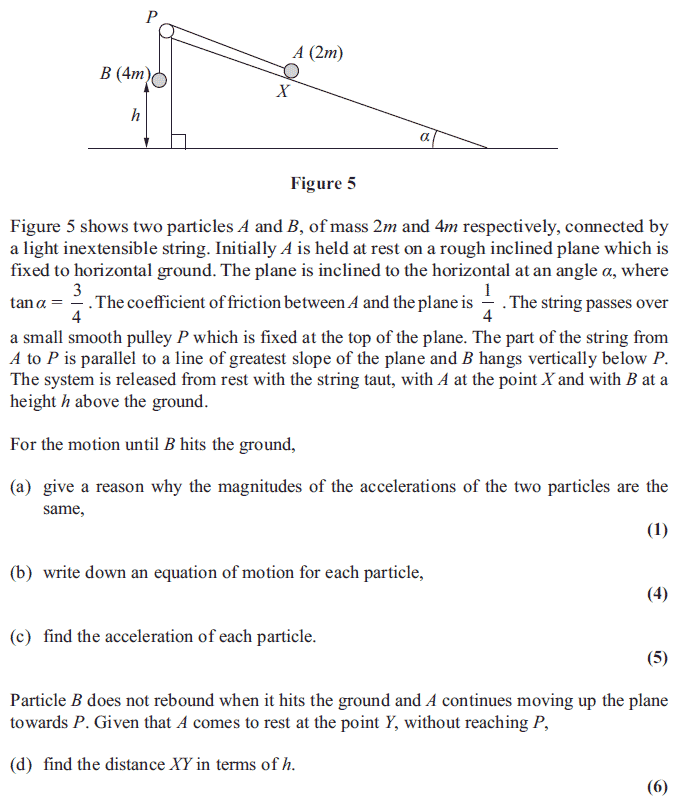 P
A (2m)
B (4m)
X
h
α
Figure 5
Figure 5 shows two particles A and B, of mass 2m and 4m respectively, connected by
a light inextensible string. Initially A is held at rest on a rough inclined plane which is
fixed to horizontal ground. The plane is inclined to the horizontal at an angle α, where
tan α = 3/4. The coefficient of friction between A and the plane is 1/4. The string passes over
a small smooth pulley P which is fixed at the top of the plane. The part of the string from
A to P is parallel to a line of greatest slope of the plane and B hangs vertically below P.
The system is released from rest with the string taut, with A at the point X and with B at a
height h above the ground.
For the motion until B hits the ground,
(a) give a reason why the magnitudes of the accelerations of the two particles are the
same,
(1)
(b) write down an equation of motion for each particle,
(4)
(c) find the acceleration of each particle.
(5)
Particle B does not rebound when it hits the ground and A continues moving up the plane
towards P. Given that A comes to rest at the point Y, without reaching P,
(d) find the distance XY in terms of h.
(6)